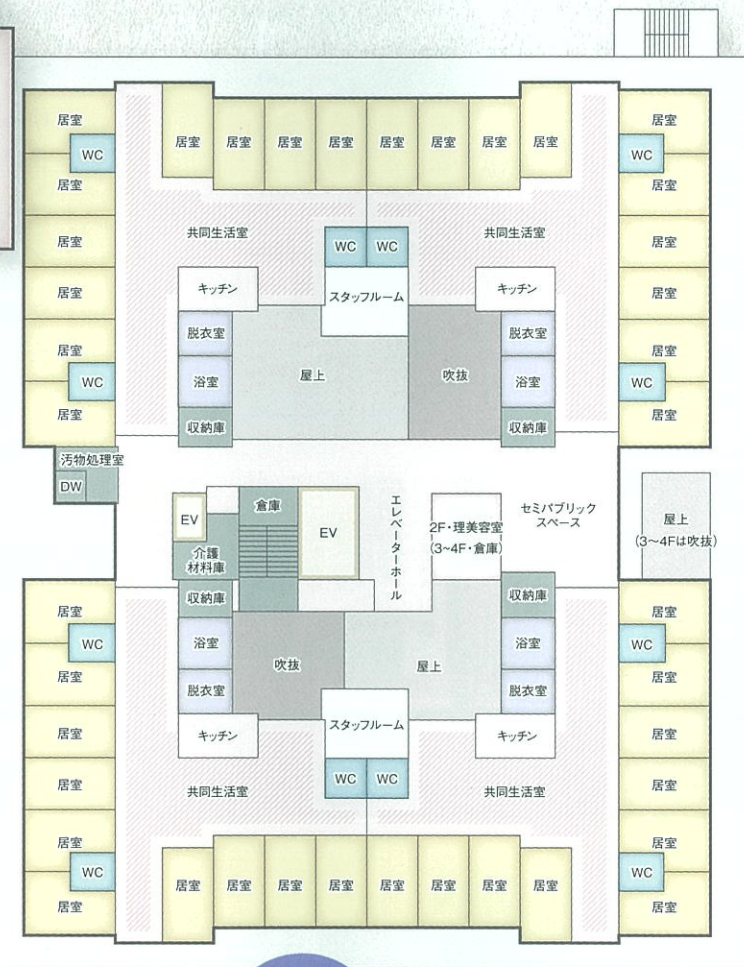 居室
居室
居室
居室
居室
居室
居室
居室
居室
居室
WC
WC
居室
居室
居室
共同生活室
WC
WC
共同生活室
居室
居室
居室
キッチン
スタッフルーム
キッチン
居室
脱衣室
脱衣室
居室
居室
屋上
吹抜
WC
浴室
浴室
WC
居室
居室
収納庫
収納庫
汚物処理室
DW
EV
倉庫
EV
エレベーターホール
2F・理美容室
(3~4F・倉庫)
セミパブリック
スペース
屋上
(3~4Fは吹抜)
介護
材料庫
収納庫
収納庫
居室
居室
WC
浴室
浴室
WC
吹抜
屋上
居室
居室
脱衣室
脱衣室
居室
キッチン
スタッフルーム
キッチン
居室
居室
WC
WC
居室
共同生活室
共同生活室
居室
居室
WC
WC
居室
居室
居室
居室
居室
居室
居室
居室
居室
居室